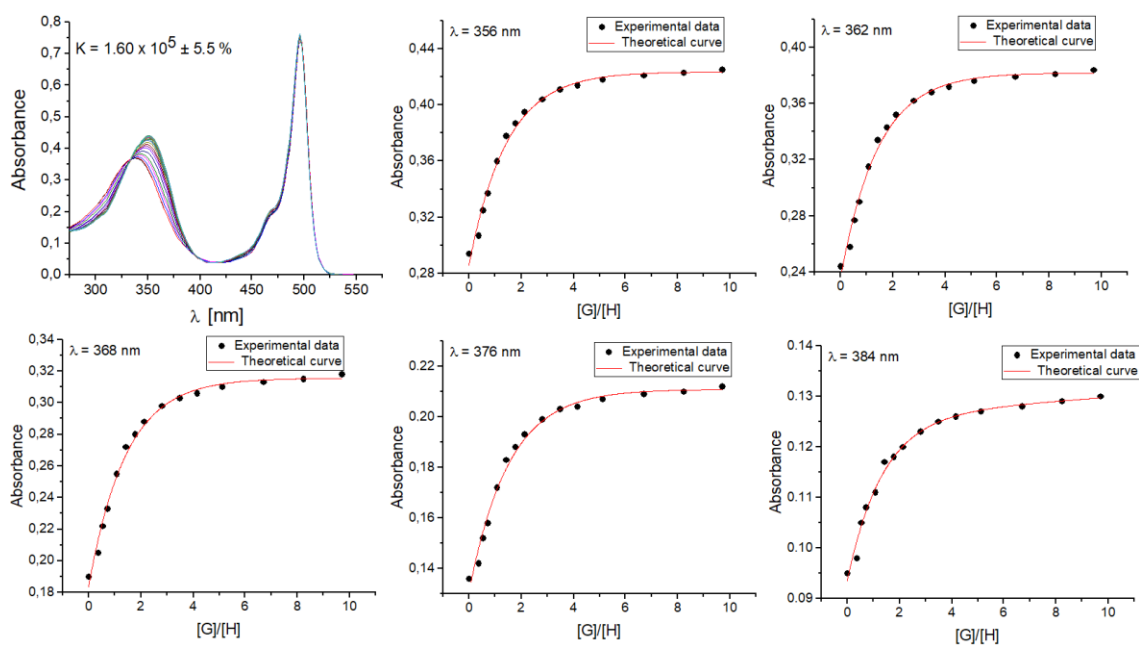 K = 1.60 x 10⁵ ± 5.5 %
Absorbance
0,8
0,7
0,6
0,5
0,4
0,3
0,2
0,1
0,0
300 350 400 450 500 550
λ [nm]
λ = 356 nm
Experimental data
Theoretical curve
Absorbance
0,44
0,40
0,36
0,32
0,28
0 2 4 6 8 10
[G]/[H]
λ = 362 nm
Experimental data
Theoretical curve
Absorbance
0,40
0,36
0,32
0,28
0,24
0 2 4 6 8 10
[G]/[H]
λ = 368 nm
Experimental data
Theoretical curve
Absorbance
0,34
0,32
0,30
0,28
0,26
0,24
0,22
0,20
0,18
0 2 4 6 8 10
[G]/[H]
λ = 376 nm
Experimental data
Theoretical curve
Absorbance
0,22
0,20
0,18
0,16
0,14
0 2 4 6 8 10
[G]/[H]
λ = 384 nm
Experimental data
Theoretical curve
Absorbance
0.14
0.13
0.12
0.11
0.10
0.09
0 2 4 6 8 10
[G]/[H]